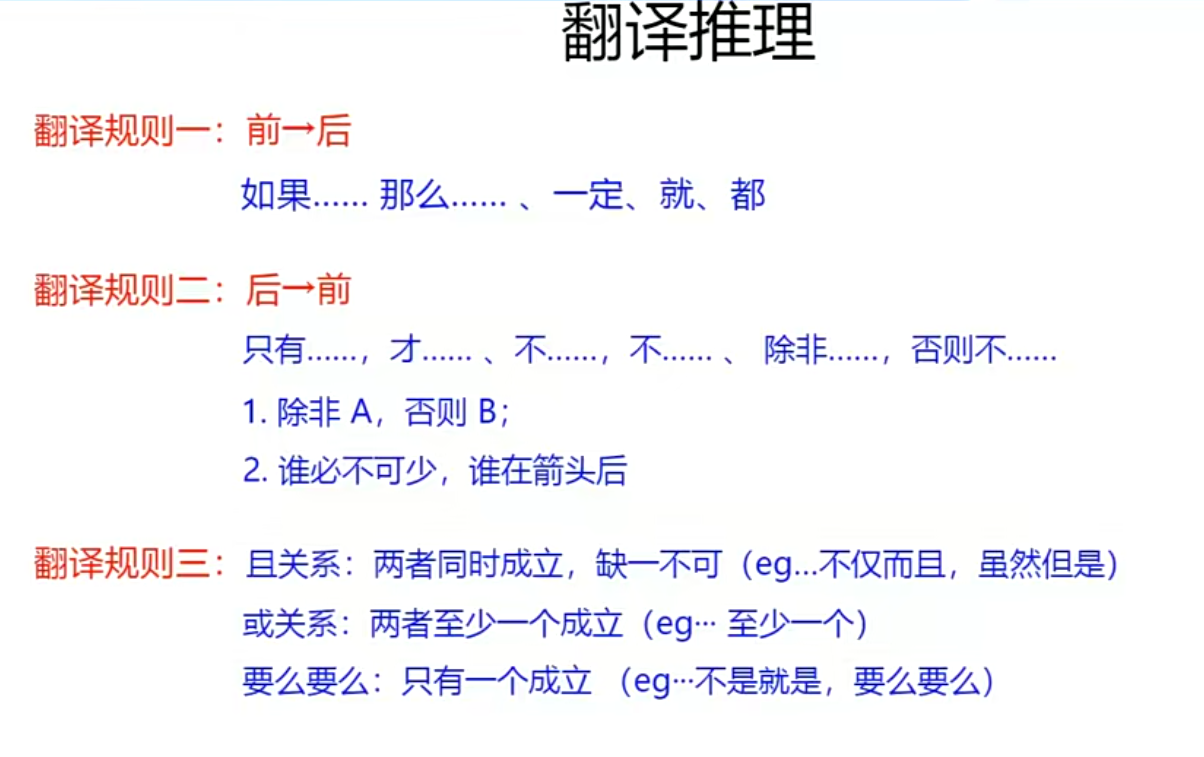 翻译推理
翻译规则一：前→后
如果…… 那么…… 、一定、就、都
翻译规则二：后→前
只有……，才…… 、不……，不…… 、 除非……，否则不……
1. 除非 A，否则 B；
2. 谁必不可少，谁在箭头后
翻译规则三：且关系：两者同时成立，缺一不可（eg…不仅而且，虽然但是）
或关系：两者至少一个成立（eg… 至少一个）
要么要么：只有一个成立 （eg…不是就是，要么要么）